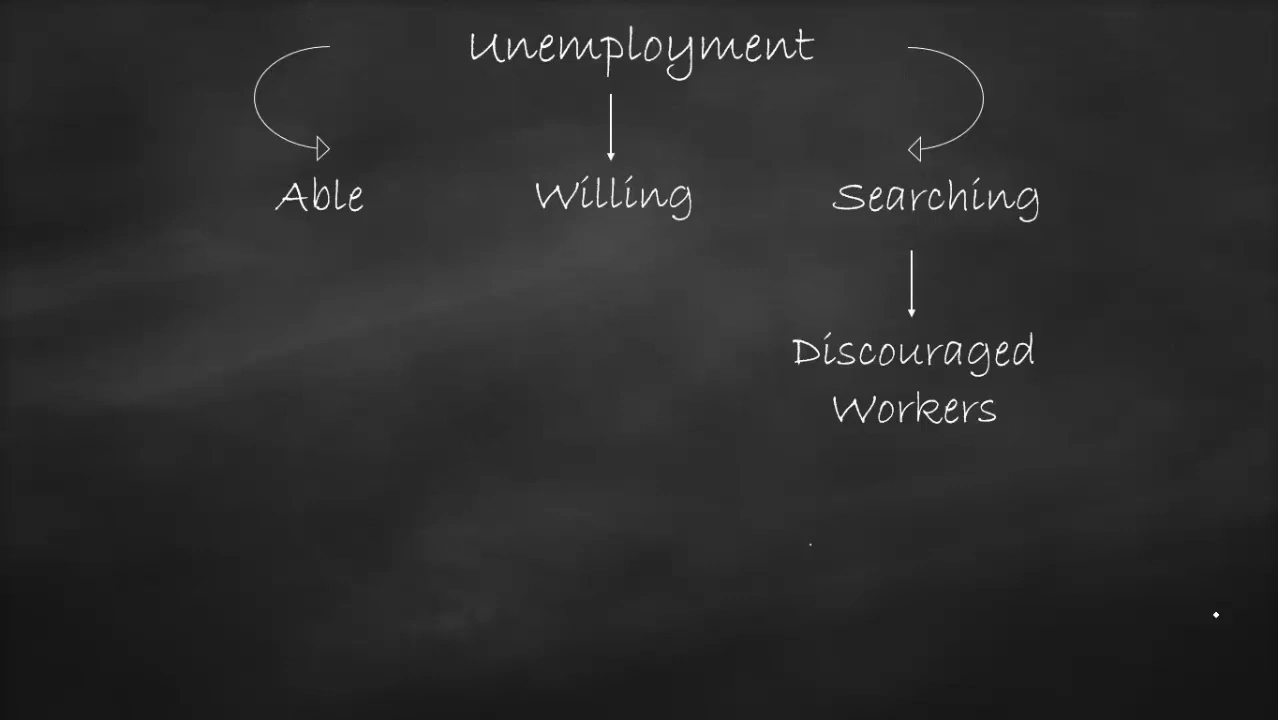 Unemployment
Able
Willing
Searching
Discouraged
Workers